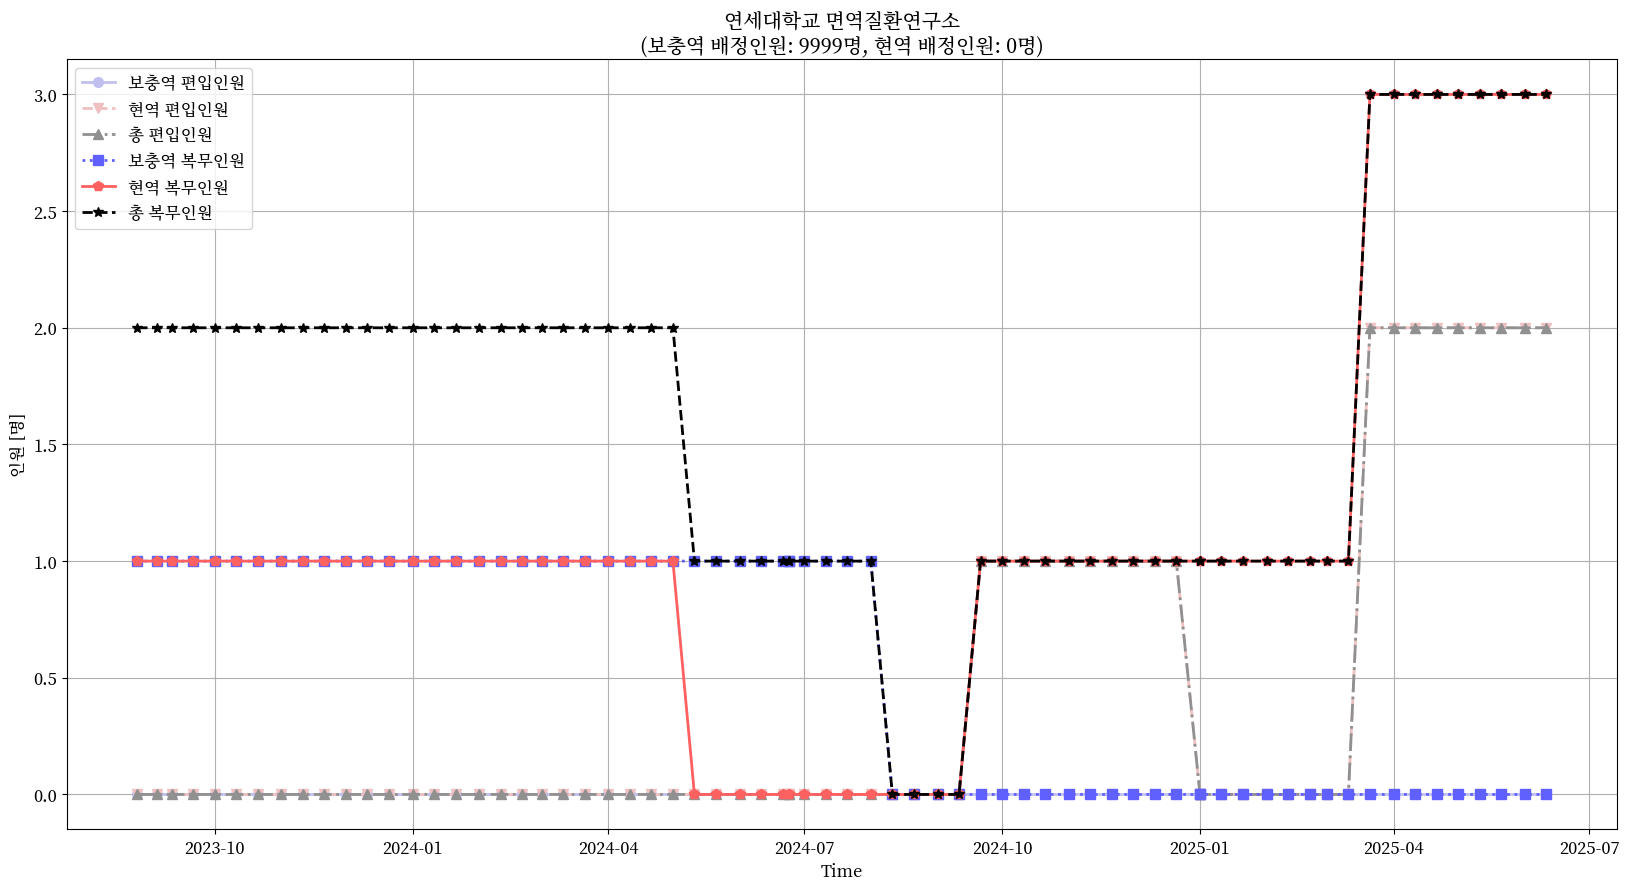 연세대학교 면역질환연구소
(보충역 배정인원: 9999명, 현역 배정인원: 0명)
보충역 편입인원
현역 편입인원
총 편입인원
보충역 복무인원
현역 복무인원
총 복무인원
3.0
2.5
2.0
1.5
1.0
0.5
0.0
인원 [명]
2023-10
2024-01
2024-04
2024-07
2024-10
2025-01
2025-04
2025-07
Time